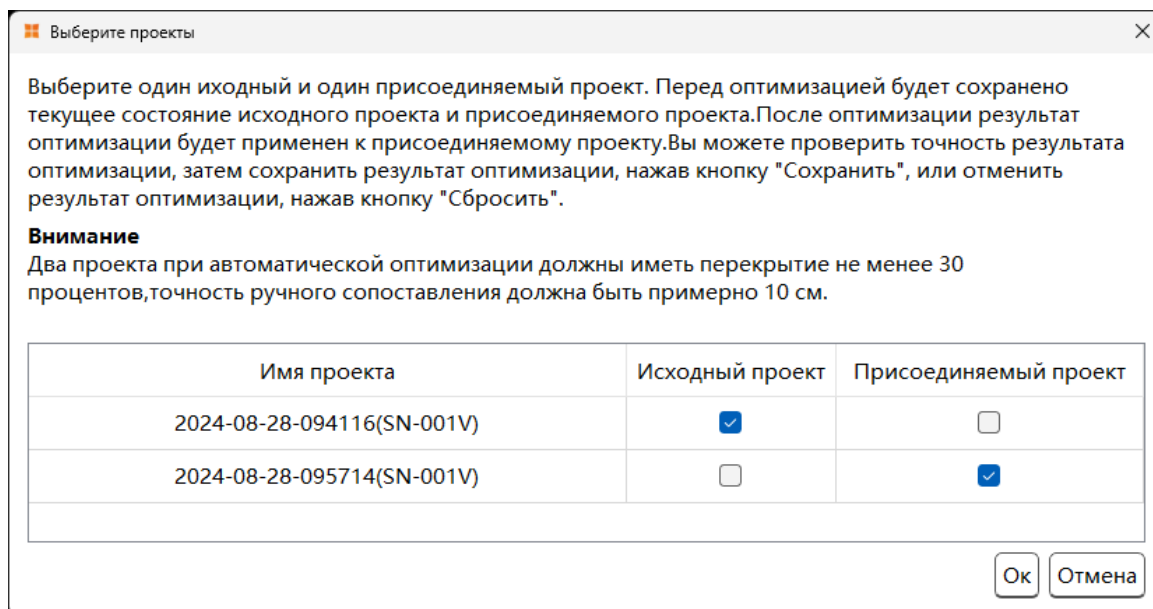 Выберите проекты
Выберите один иходный и один присоединяемый проект. Перед оптимизацией будет сохранено
текущее состояние исходного проекта и присоединяемого проекта.После оптимизации результат
оптимизации будет применен к присоединяемому проекту.Вы можете проверить точность результата
оптимизации, затем сохранить результат оптимизации, нажав кнопку "Сохранить", или отменить
результат оптимизации, нажав кнопку "Сбросить".
Внимание
Два проекта при автоматической оптимизации должны иметь перекрытие не менее 30
процентов,точность ручного сопоставления должна быть примерно 10 см.
Имя проекта Исходный проект Присоединяемый проект
2024-08-28-094116(SN-001V)
2024-08-28-095714(SN-001V)
Ок Отмена